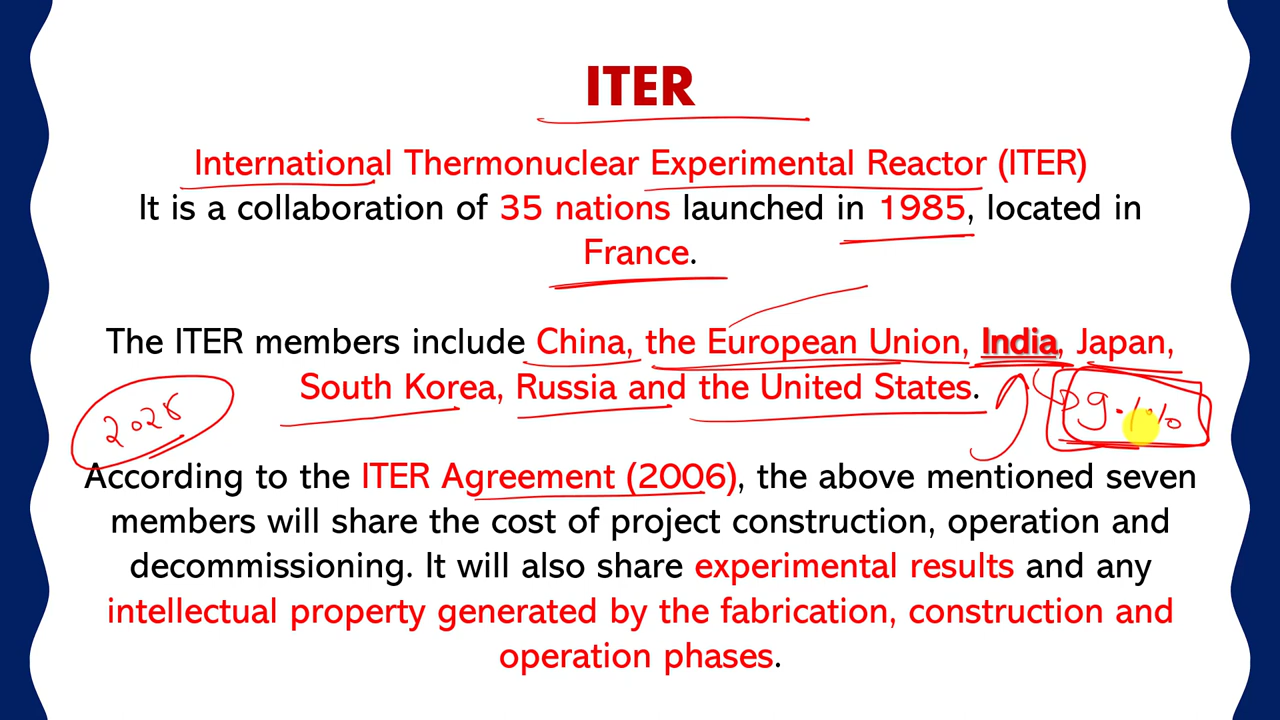 ITER
International Thermonuclear Experimental Reactor (ITER)
It is a collaboration of 35 nations launched in 1985, located in
France.
The ITER members include China, the European Union, India, Japan,
South Korea, Russia and the United States.
9.1%
According to the ITER Agreement (2006), the above mentioned seven
members will share the cost of project construction, operation and
decommissioning. It will also share experimental results and any
intellectual property generated by the fabrication, construction and
operation phases.